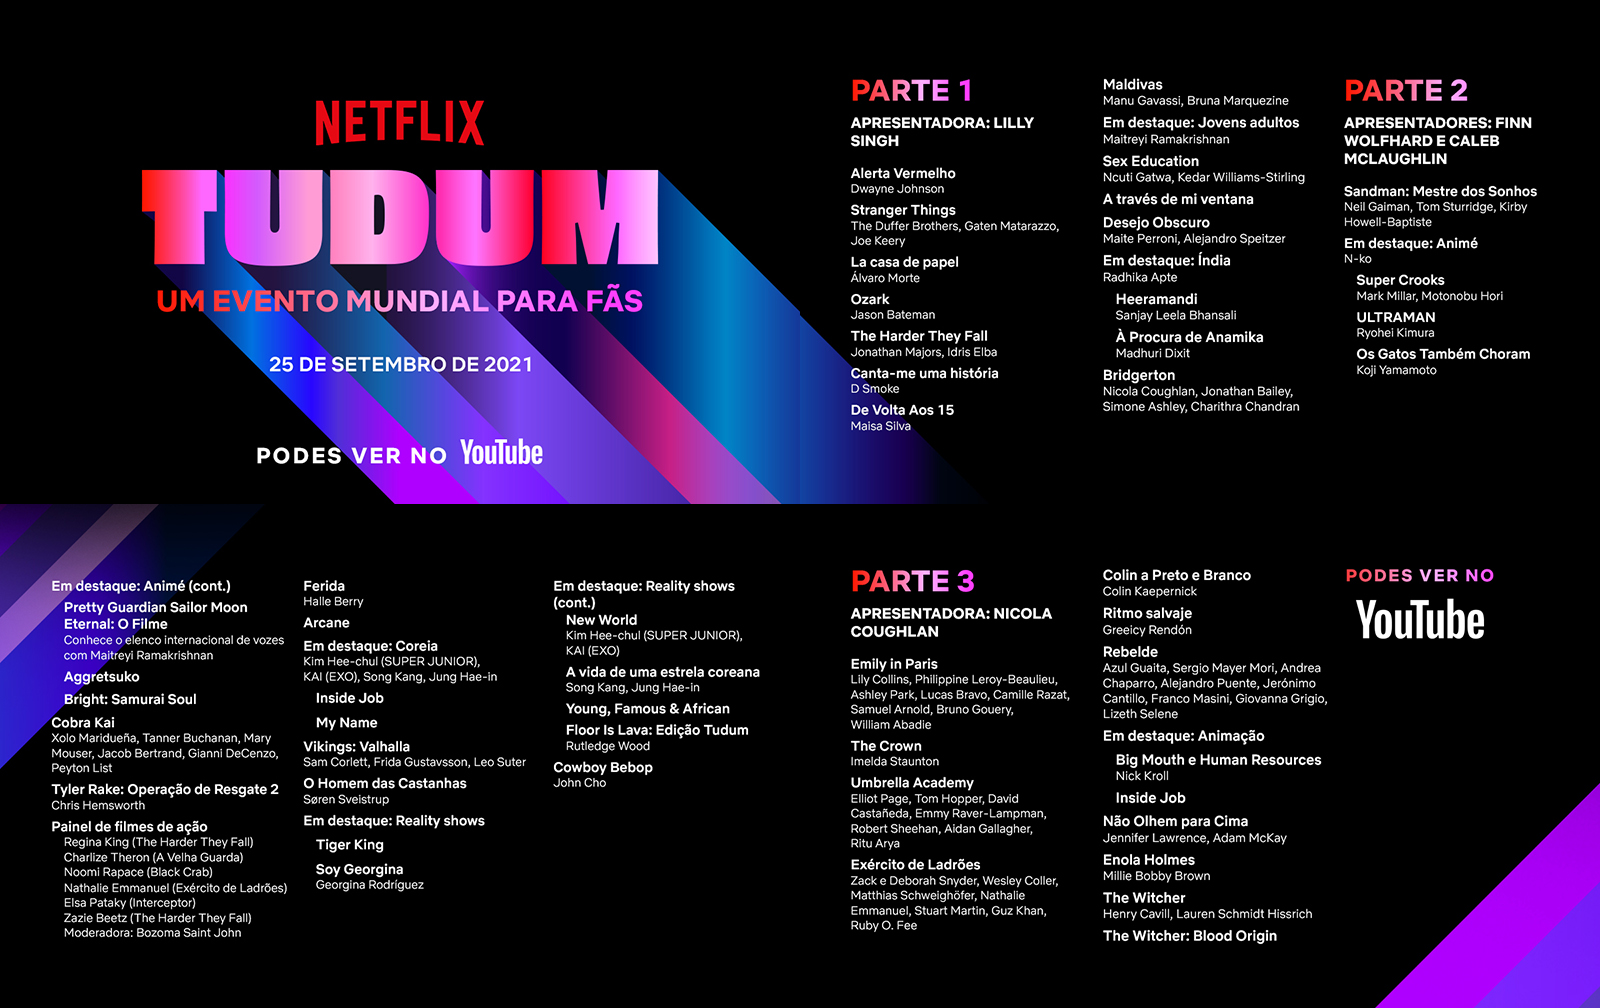 NETFLIX
TUDUM
UM EVENTO MUNDIAL PARA FÃS
25 DE SETEMBRO DE 2021
PODES VER NO YouTube
PARTE 1
APRESENTADORA: LILLY
SINGH
Alerta Vermelho
Dwayne Johnson
Stranger Things
The Duffer Brothers, Gaten Matarazzo,
Joe Keery
La casa de papel
Álvaro Morte
Ozark
Jason Bateman
The Harder They Fall
Jonathan Majors, Idris Elba
Canta-me uma história
D Smoke
De Volta Aos 15
Maisa Silva
Maldivas
Manu Gavassi, Bruna Marquezine
Em destaque: Jovens adultos
Maitreyi Ramakrishnan
Sex Education
Ncuti Gatwa, Kedar Williams-Stirling
A través de mi ventana
Desejo Obscuro
Maite Perroni, Alejandro Speitzer
Em destaque: Índia
Radhika Apte
Heeramandi
Sanjay Leela Bhansali
À Procura de Anamika
Madhuri Dixit
Bridgerton
Nicola Coughlan, Jonathan Bailey,
Simone Ashley, Charithra Chandran
PARTE 2
APRESENTADORES: FINN
WOLFHARD E CALEB
MCLAUGHLIN
Sandman: Mestre dos Sonhos
Neil Gaiman, Tom Sturridge, Kirby
Howell-Baptiste
Em destaque: Animé
N-ko
Super Crooks
Mark Millar, Motonobu Hori
ULTRAMAN
Ryohei Kimura
Os Gatos Também Choram
Koji Yamamoto
Em destaque: Animé (cont.)
Pretty Guardian Sailor Moon
Eternal: O Filme
Conhece o elenco internacional de vozes
com Maitreyi Ramakrishnan
Aggretsuko
Bright: Samurai Soul
Cobra Kai
Xolo Maridueña, Tanner Buchanan, Mary
Mouser, Jacob Bertrand, Gianni DeCenzo,
Peyton List
Tyler Rake: Operação de Resgate 2
Chris Hemsworth
Painel de filmes de ação
Regina King (The Harder They Fall)
Charlize Theron (A Velha Guarda)
Noomi Rapace (Black Crab)
Nathalie Emmanuel (Exército de Ladrões)
Elsa Pataky (Interceptor)
Zazie Beetz (The Harder They Fall)
Moderadora: Bozoma Saint John
Ferida
Halle Berry
Arcane
Em destaque: Coreia
Kim Hee-chul (SUPER JUNIOR),
KAI (EXO), Song Kang, Jung Hae-in
Inside Job
My Name
Vikings: Valhalla
Sam Corlett, Frida Gustavsson, Leo Suter
O Homem das Castanhas
Søren Sveistrup
Em destaque: Reality shows
Tiger King
Soy Georgina
Georgina Rodríguez
Em destaque: Reality shows
(cont.)
New World
Kim Hee-chul (SUPER JUNIOR),
KAI (EXO)
A vida de uma estrela coreana
Song Kang, Jung Hae-in
Young, Famous & African
Floor Is Lava: Edição Tudum
Rutledge Wood
Cowboy Bebop
John Cho
PARTE 3
APRESENTADORA: NICOLA
COUGHLAN
Emily in Paris
Lily Collins, Philippine Leroy-Beaulieu,
Ashley Park, Lucas Bravo, Camille Razat,
Samuel Arnold, Bruno Gouery,
William Abadie
The Crown
Imelda Staunton
Umbrella Academy
Elliot Page, Tom Hopper, David
Castañeda, Emmy Raver-Lampman,
Robert Sheehan, Aidan Gallagher,
Ritu Arya
Exército de Ladrões
Zack e Deborah Snyder, Wesley Coller,
Matthias Schweighöfer, Nathalie
Emmanuel, Stuart Martin, Guz Khan,
Ruby O. Fee
Colin a Preto e Branco
Colin Kaepernick
Ritmo salvaje
Greeicy Rendón
Rebelde
Azul Guaita, Sergio Mayer Mori, Andrea
Chaparro, Alejandro Puente, Jerónimo
Cantillo, Franco Masini, Giovanna Grigio,
Lizeth Selene
Em destaque: Animação
Big Mouth e Human Resources
Nick Kroll
Inside Job
Não Olhem para Cima
Jennifer Lawrence, Adam McKay
Enola Holmes
Millie Bobby Brown
The Witcher
Henry Cavill, Lauren Schmidt Hissrich
The Witcher: Blood Origin
PODES VER NO
YouTube